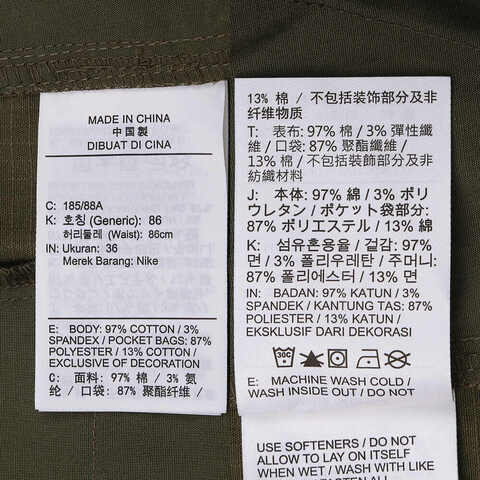 MADE IN CHINA
中國製
DIBUAT DI CINA
C: 185/88A
K: 호칭 (Generic): 86
허리둘레 (Waist): 86cm
IN: Ukuran: 36
Merek Barang: Nike
E: BODY: 97% COTTON / 3%
SPANDEX / POCKET BAGS: 87%
POLYESTER / 13% COTTON /
EXCLUSIVE OF DECORATION
C: 面料: 97% 棉 / 3% 氨
纶 / 口袋: 87% 聚酯纤维 /
13% 棉 / 不包括装饰部分及非
纤维物质
T: 表布: 97% 棉 / 3% 彈性纖
維 / 口袋: 87% 聚酯纖維 /
13% 棉 / 不包括裝飾部分及非
紡織材料
J: 本体: 97% 綿 / 3% ポリ
ウレタン / ポケット袋部分:
87% ポリエステル / 13% 綿
K: 섬유혼용율 / 겉감: 97%
면 / 3% 폴리우레탄 / 주머니:
87% 폴리에스터 / 13% 면
IN: BADAN: 97% KATUN / 3%
SPANDEK / KANTUNG TAS: 87%
POLIESTER / 13% KATUN /
EKSKLUSIF DARI DEKORASI
30C
E: MACHINE WASH COLD /
WASH INSIDE OUT / DO NOT
USE SOFTENERS / DO NOT
ALLOW TO LAY ON ITSELF
WHEN WET / WASH WITH
FASTEN ALL